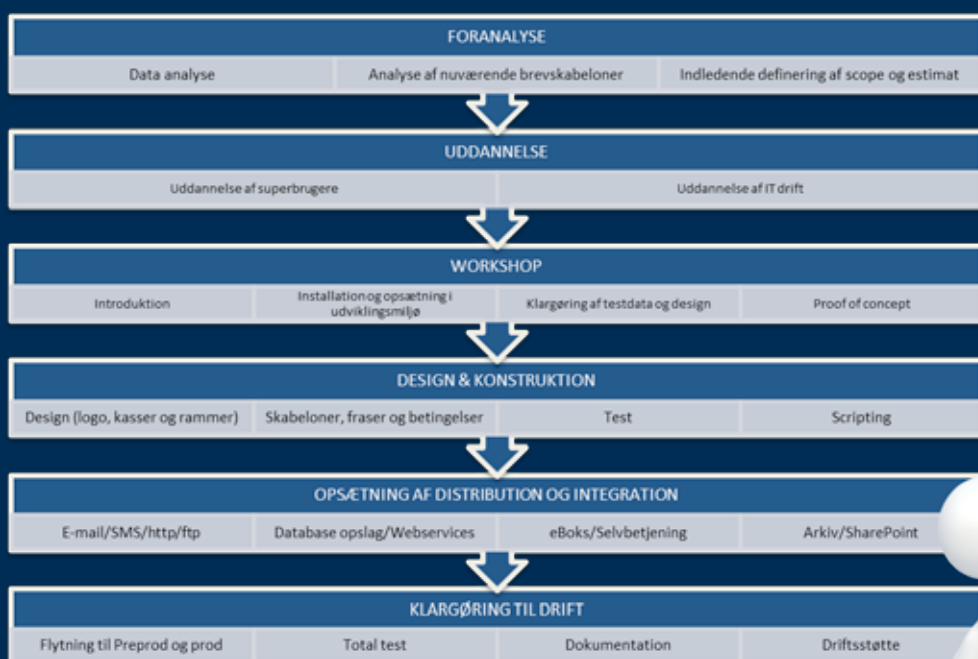 FORANALYSE
Data analyse
Analyse af nuværende brevskabeloner
Indledende definering af scope og estimat
UDDANNELSE
Uddannelse af superbrugere
Uddannelse af IT drift
WORKSHOP
Introduktion
Installation og opsætning i
udviklingsmiljø
Klargøring af testdata og design
Proof of concept
DESIGN & KONSTRUKTION
Design (logo, kasser og rammer)
Skabeloner, fraser og betingelser
Test
Scripting
OPSÆTNING AF DISTRIBUTION OG INTEGRATION
E-mail/SMS/http/ftp
Database opslag/Webservices
eBoks/Selvbetjening
Arkiv/SharePoint
KLARGØRING TIL DRIFT
Flytning til Preprod og prod
Total test
Dokumentation
Driftsstøtte